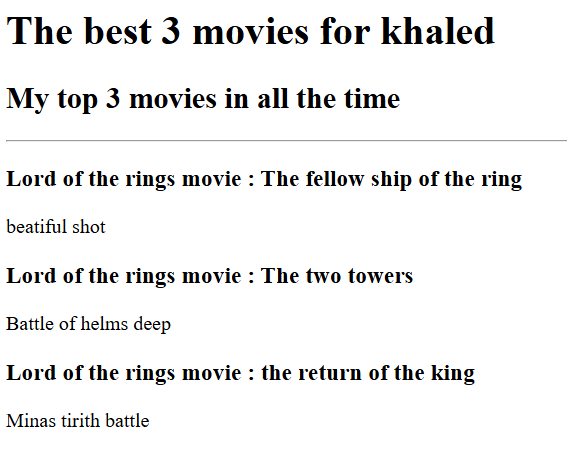 The best 3 movies for khaled
My top 3 movies in all the time
Lord of the rings movie : The fellow ship of the ring
beatiful shot
Lord of the rings movie : The two towers
Battle of helms deep
Lord of the rings movie : the return of the king
Minas tirith battle